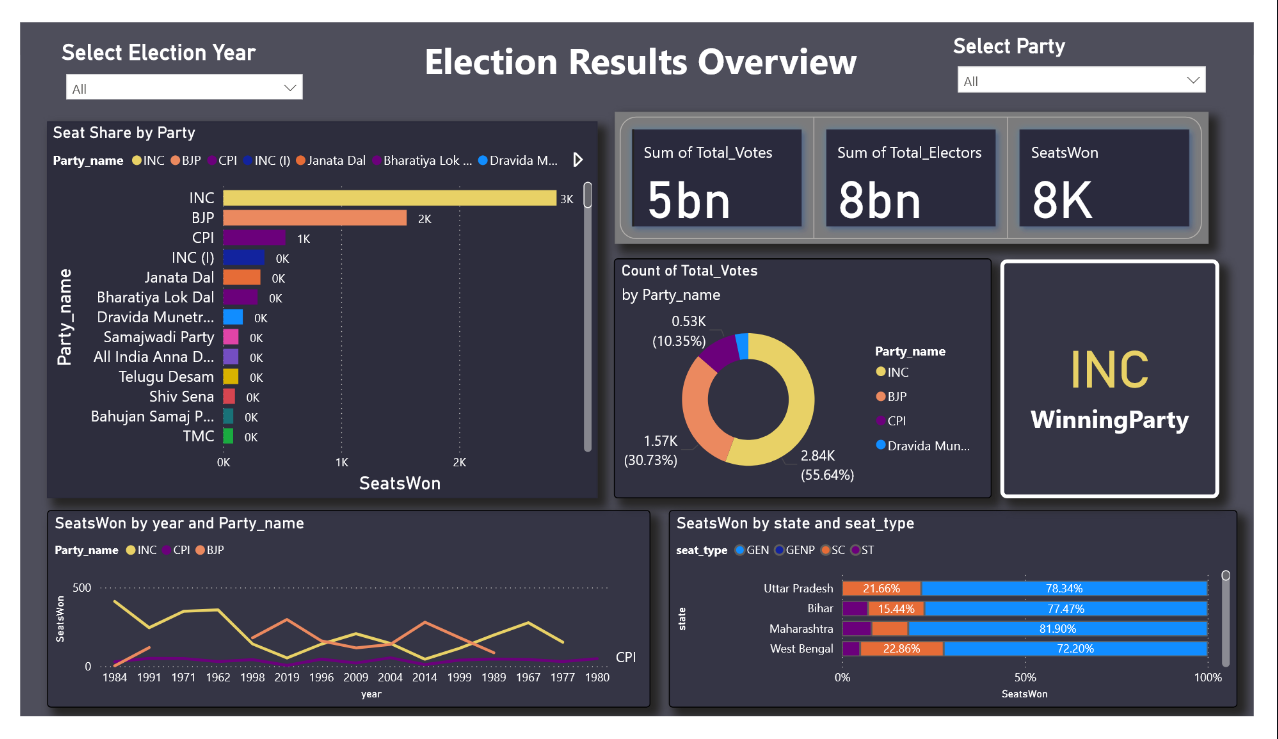 Select Election Year
All
Election Results Overview
Select Party
All
Seat Share by Party
Party_name INC BJP CPI INC (I) Janata Dal Bharatiya Lok ... Dravida M...
INC 3K
BJP 2K
CPI 1K
INC (I) 0K
Janata Dal 0K
Bharatiya Lok Dal 0K
Dravida Munetr... 0K
Samajwadi Party 0K
All India Anna D... 0K
Telugu Desam 0K
Shiv Sena 0K
Bahujan Samaj P... 0K
TMC 0K
Party_name
0K 1K 2K
SeatsWon
Sum of Total_Votes
5bn
Sum of Total_Electors
8bn
SeatsWon
8K
Count of Total_Votes
by Party_name
0.53K
(10.35%)
1.57K
(30.73%)
2.84K
(55.64%)
Party_name
INC
BJP
CPI
Dravida Mun...
INC
WinningParty
SeatsWon by year and Party_name
Party_name INC CPI BJP
500
0
SeatsWon
CPI
1984 1991 1971 1962 1998 2019 1996 2009 2004 2014 1999 1989 1967 1977 1980
year
SeatsWon by state and seat_type
seat_type GEN GENP SC ST
state
Uttar Pradesh 21.66% 78.34%
Bihar 15.44% 77.47%
Maharashtra 81.90%
West Bengal 22.86% 72.20%
0% 50% 100%
SeatsWon